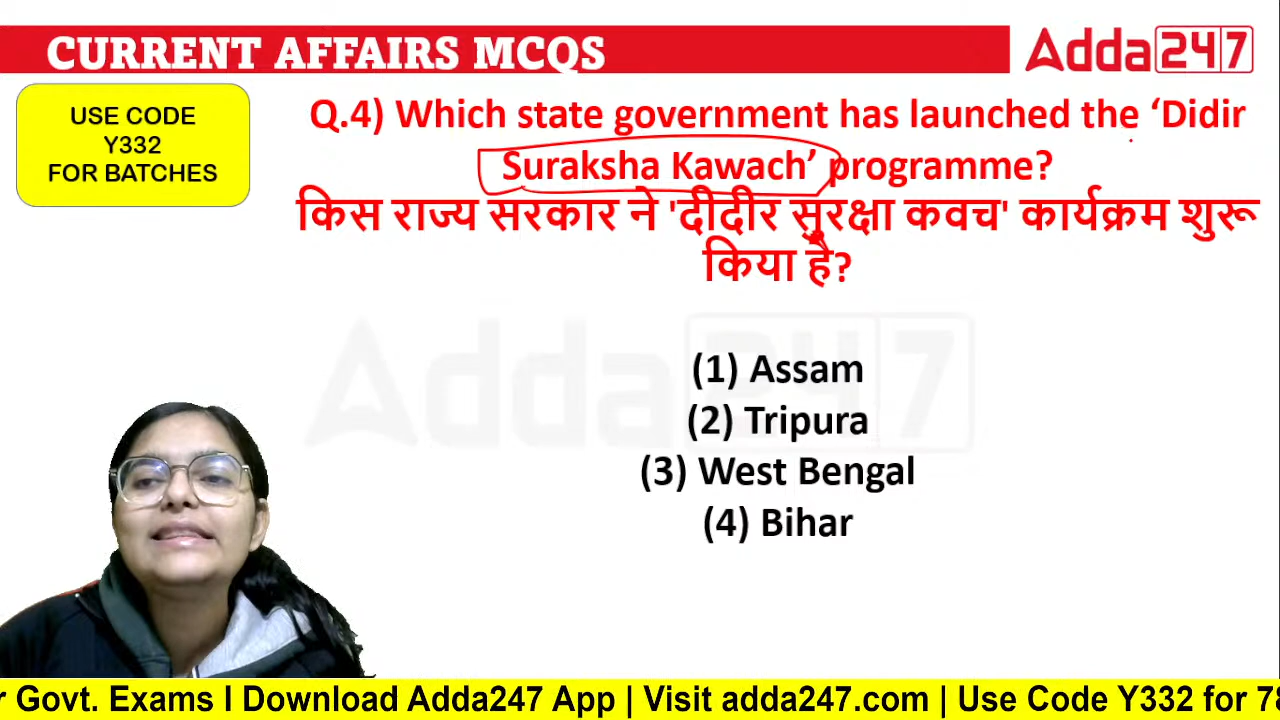 CURRENT AFFAIRS MCQS
Adda247
USE CODE
Y332
FOR BATCHES
Q.4) Which state government has launched the ‘Didir
Suraksha Kawach’ programme?
किस राज्य सरकार ने 'दीदीर सुरक्षा कवच' कार्यक्रम शुरू
किया है?
Adda247
(1) Assam
(2) Tripura
(3) West Bengal
(4) Bihar
r Govt. Exams I Download Adda247 App | Visit adda247.com | Use Code Y332 for 78